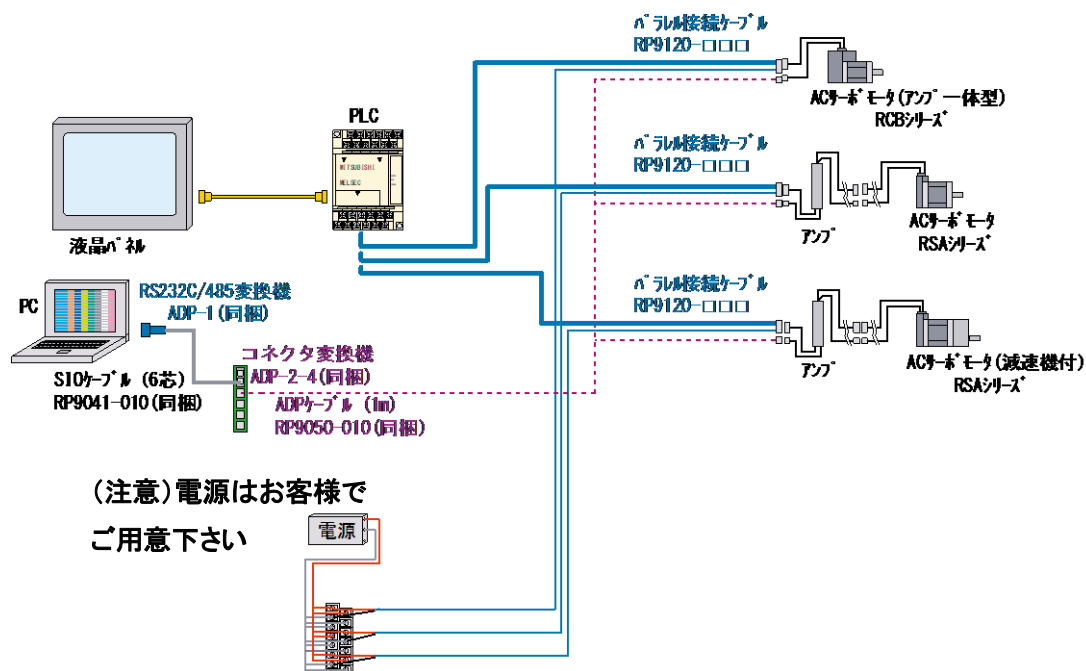 パラレル接続ケーブル
RP9120-□□□
ACサーボモータ(アンプ一体型)
RCBシリーズ
PLC
MITSUBISHI
MELSEC
液晶パネル
パラレル接続ケーブル
RP9120-□□□
アンプ
ACサーボモータ
RSAシリーズ
PC
RS232C/485変換機
ADP-1(同梱)
SIOケーブル (6芯)
RP9041-010(同梱)
コネクタ変換機
ADP-2-4(同梱)
ADPケーブル (1m)
RP9050-010(同梱)
パラレル接続ケーブル
RP9120-□□□
アンプ
ACサーボモータ(減速機付)
RSAシリーズ
(注意)電源はお客様で
ご用意下さい
電源